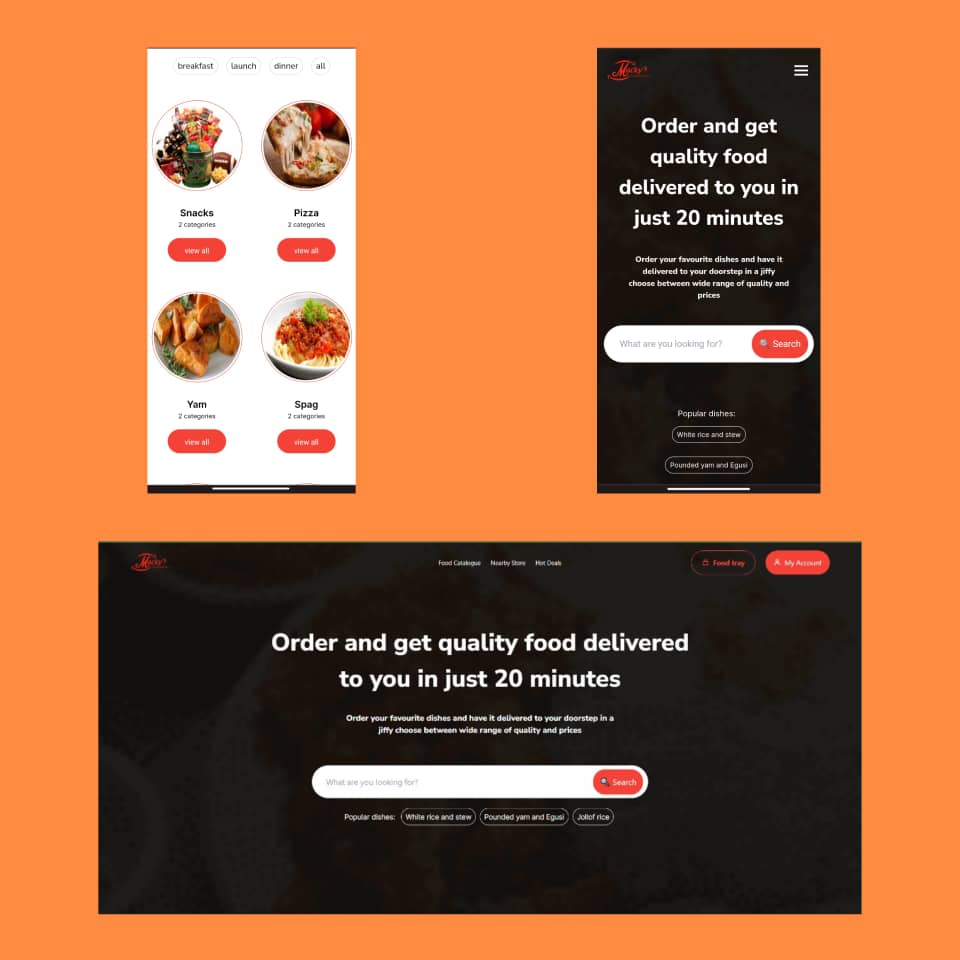 breakfast launch dinner all
Snacks Pizza
2 categories 2 categories
view all view all
Yam Spag
2 categories 2 categories
view all view all
Macky's
Order and get
quality food
delivered to you in
just 20 minutes
Order your favourite dishes and have it
delivered to your doorstep in a jiffy
choose between wide range of quality and
prices
What are you looking for? Search
Popular dishes:
White rice and stew
Pounded yam and Egusi
Macky's Food Catalogue Nearby Store Hot Deals Food tray My Account
Order and get quality food delivered
to you in just 20 minutes
Order your favourite dishes and have it delivered to your doorstep in a
jiffy choose between wide range of quality and prices
What are you looking for? Search
Popular dishes: White rice and stew Pounded yam and Egusi Jollof rice